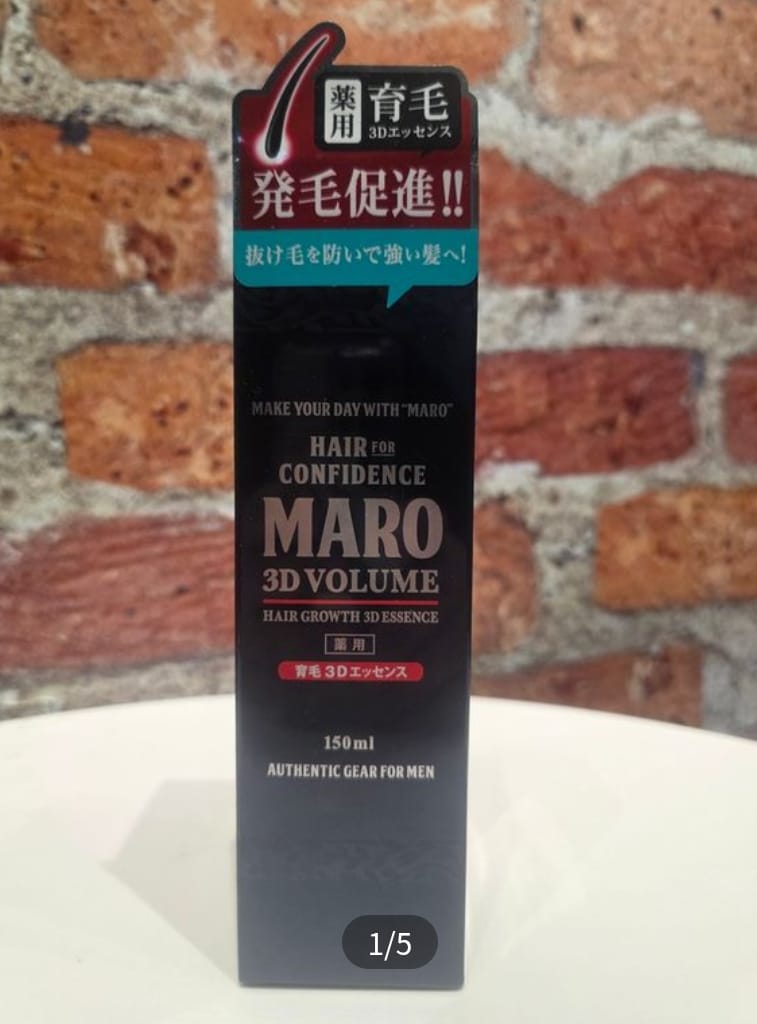 薬用
育毛
3Dエッセンス
発毛促進!!
抜け毛を防いで強い髪へ!
MAKE YOUR DAY WITH "MARO"
HAIR FOR
CONFIDENCE
MARO
3D VOLUME
HAIR GROWTH 3D ESSENCE
薬用
育毛 3Dエッセンス
150ml
AUTHENTIC GEAR FOR MEN
1/5